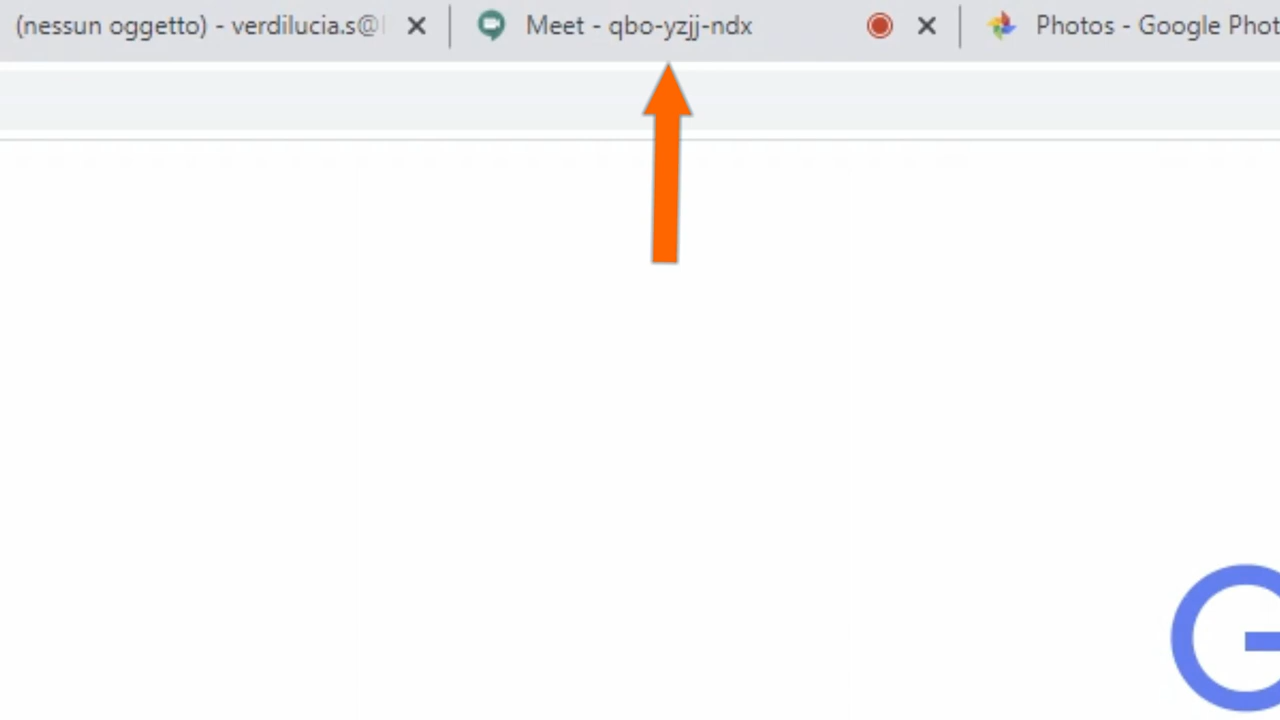 (nessun oggetto) - verdilucia.s@
Meet - qbo-yzjj-ndx
Photos - Google Phot
G